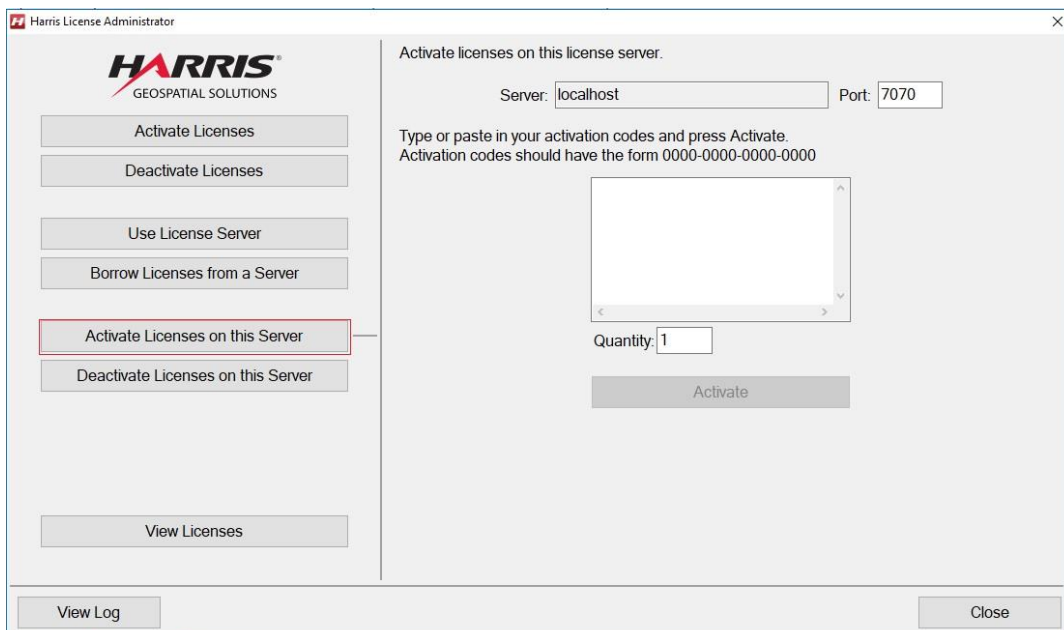 Harris License Administrator
HARRIS®
GEOSPATIAL SOLUTIONS
Activate Licenses
Deactivate Licenses
Use License Server
Borrow Licenses from a Server
Activate Licenses on this Server
Deactivate Licenses on this Server
View Licenses
Activate licenses on this license server.
Server: localhost Port: 7070
Type or paste in your activation codes and press Activate.
Activation codes should have the form 0000-0000-0000-0000
Quantity: 1
Activate
View Log
Close